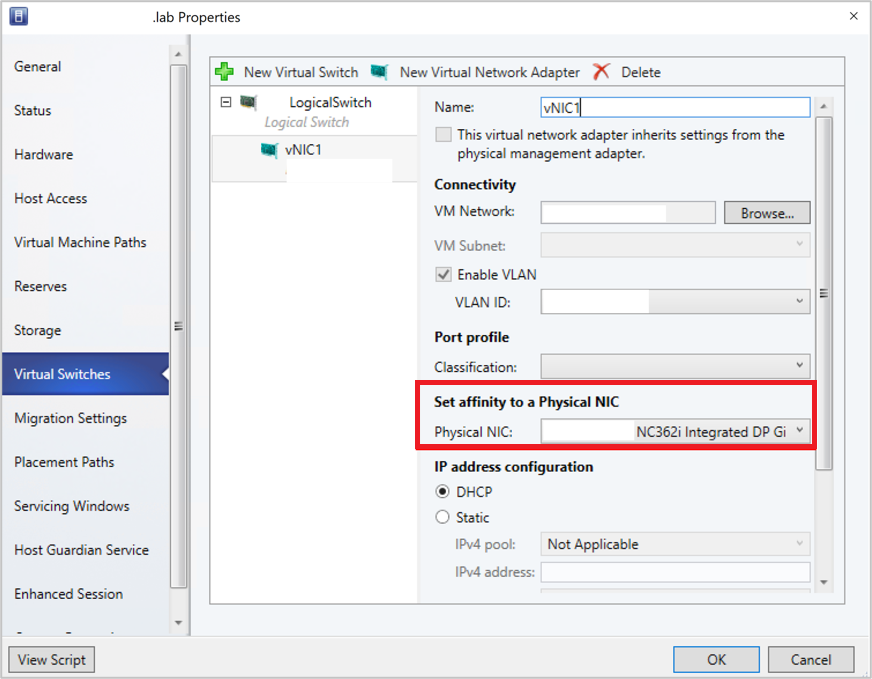 .lab Properties
General
Status
Hardware
Host Access
Virtual Machine Paths
Reserves
Storage
Virtual Switches
Migration Settings
Placement Paths
Servicing Windows
Host Guardian Service
Enhanced Session
New Virtual Switch
New Virtual Network Adapter
Delete
LogicalSwitch
Logical Switch
vNIC1
Name: vNIC1
This virtual network adapter inherits settings from the
physical management adapter.
Connectivity
VM Network: Browse...
VM Subnet:
Enable VLAN
VLAN ID:
Port profile
Classification:
Set affinity to a Physical NIC
Physical NIC: NC362i Integrated DP Gi
IP address configuration
DHCP
Static
IPv4 pool: Not Applicable
IPv4 address:
View Script
OK
Cancel